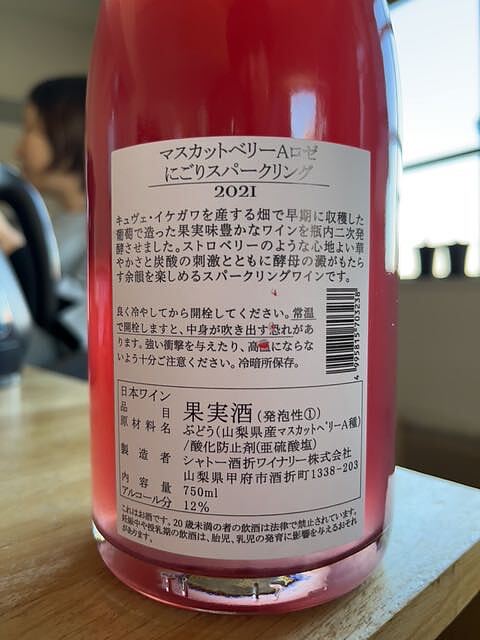 マスカットベリーAロゼ
にごりスパークリング
2021
キュヴェ・イケガワを産する畑で早期に収穫した
葡萄で造った果実味豊かなワインを瓶内二次発
酵させました。ストロベリーのような心地よい華
やかさと炭酸の刺激とともに酵母の澱がもたら
す余韻を楽しめるスパークリングワインです。
良く冷やしてから開栓してください。常温
で開栓しますと、中身が吹き出す恐れがあ
ります。強い衝撃を与えたり、高温にならな
いよう十分ご注意ください。冷暗所保存。
4 995815 703238
日本ワイン
品目 果実酒(発泡性①)
原材料名 ぶどう(山梨県産マスカットベリーA種)
/酸化防止剤(亜硫酸塩)
製造者 シャトー酒折ワイナリー株式会社
山梨県甲府市酒折町1338-203
内容量 750ml
アルコール分 12%
これはお酒です。20歳未満の者の飲酒は法律で禁止されています。
妊娠中や授乳期の飲酒は、胎児、乳児の発育に影響を与えるおそれ
があります。